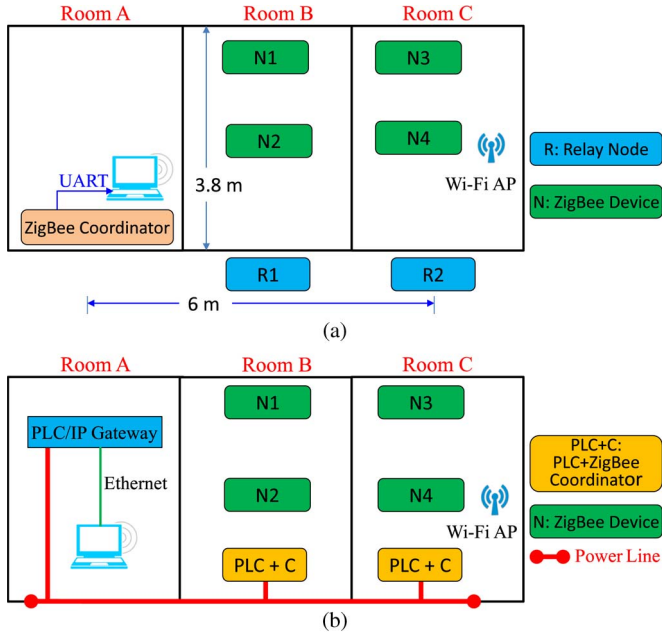 Room A Room B Room C
N1 N3
N2 N4
UART
3.8 m
Wi-Fi AP
ZigBee Coordinator
R: Relay Node
N: ZigBee Device
R1 R2
6 m
(a)
Room A Room B Room C
N1 N3
PLC/IP Gateway
Ethernet
N2 N4
Wi-Fi AP
PLC + C PLC + C
PLC+C:
PLC+ZigBee
Coordinator
N: ZigBee Device
Power Line
(b)